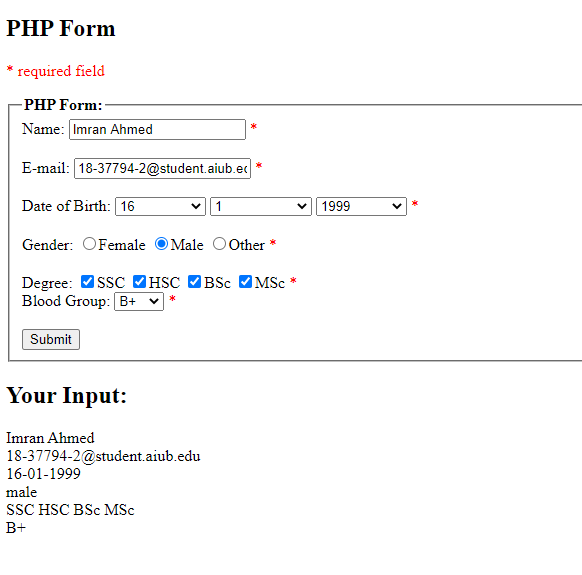 PHP Form
* required field
PHP Form:
Name: Imran Ahmed *
E-mail: 18-37794-2@student.aiub.ec *
Date of Birth: 16 1 1999 *
Gender: Female Male Other *
Degree: SSC HSC BSc MSc *
Blood Group: B+ *
Submit
Your Input:
Imran Ahmed
18-37794-2@student.aiub.edu
16-01-1999
male
SSC HSC BSc MSc
B+